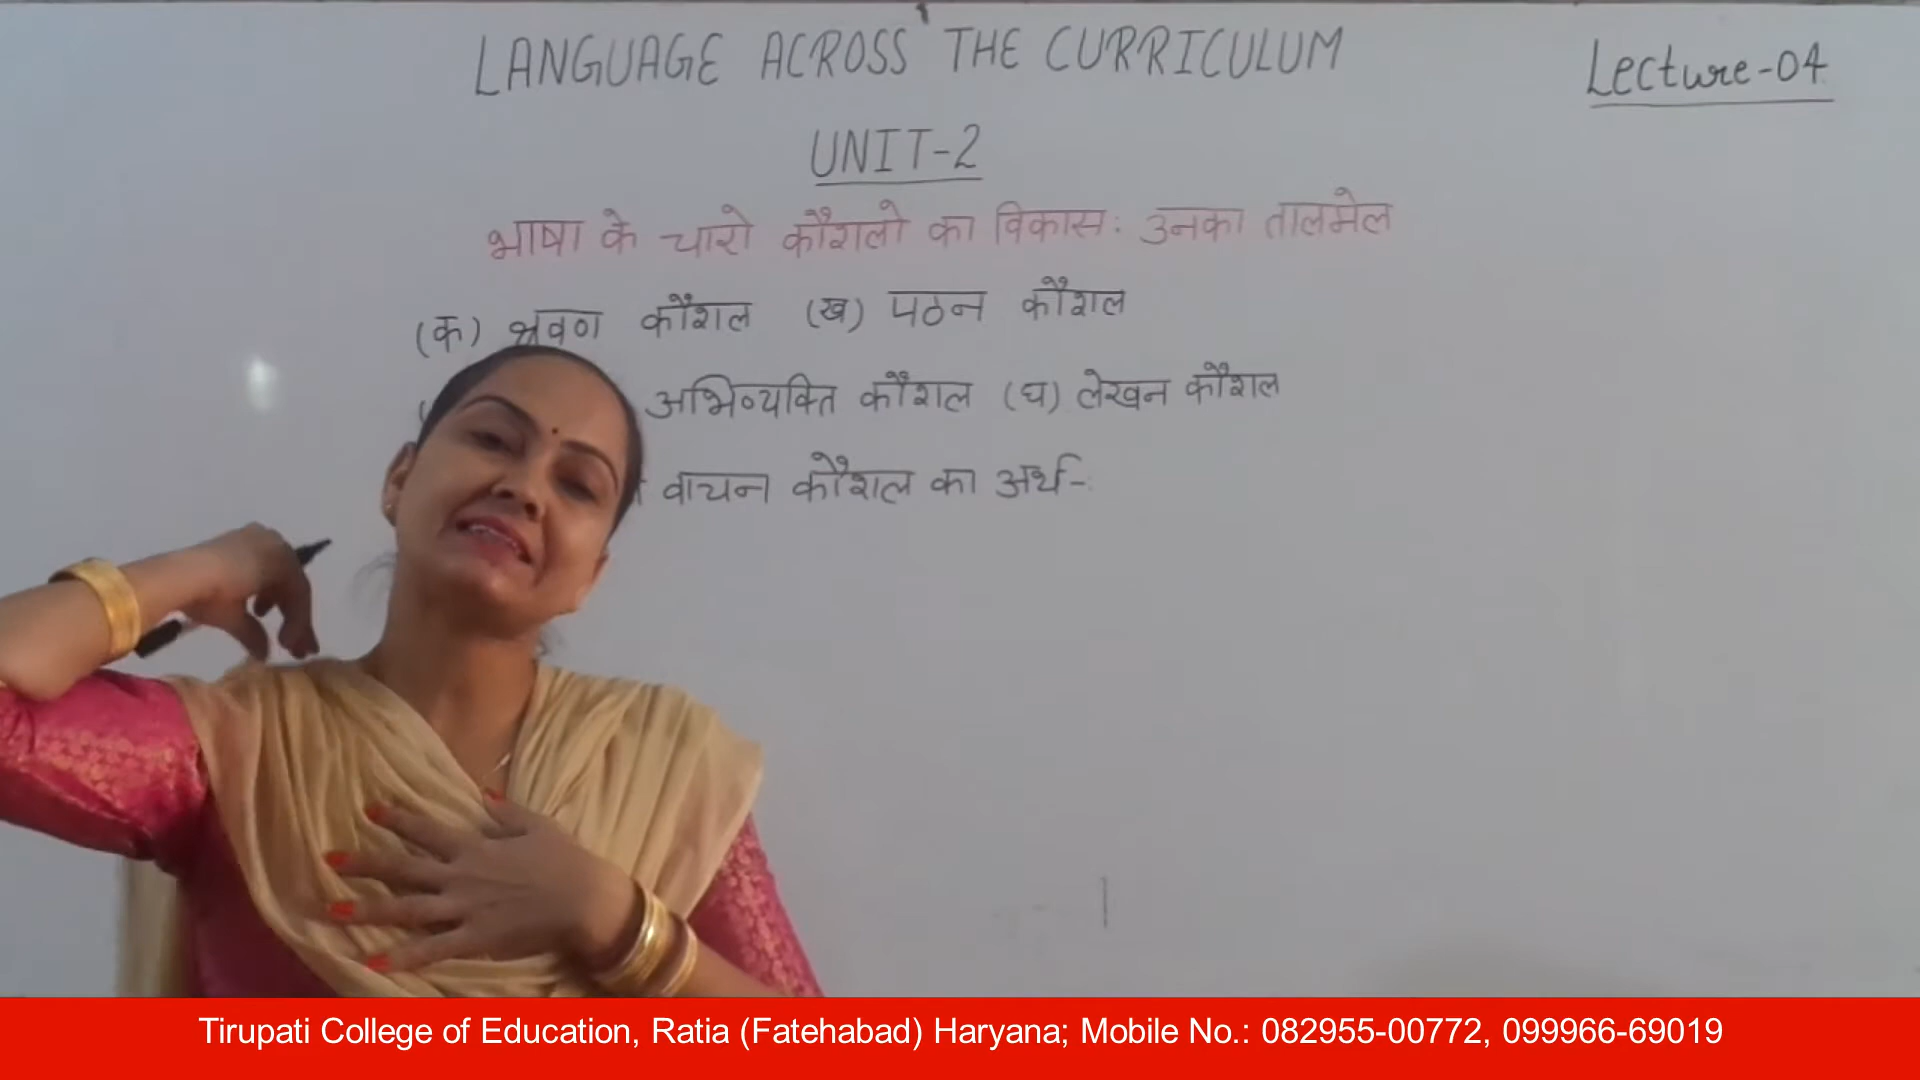 LANGUAGE ACROSS THE CURRICULUM
Lecture-04
UNIT-2
भाषा के चारो कौशलो का विकास: उनका तालमेल
(क) श्रवण कौशल (ख) पठन कौशल
अभिव्यक्ति कौशल (घ) लेखन कौशल
वाचन कौशल का अर्थ-:
Tirupati College of Education, Ratia (Fatehabad) Haryana; Mobile No.: 082955-00772, 099966-69019